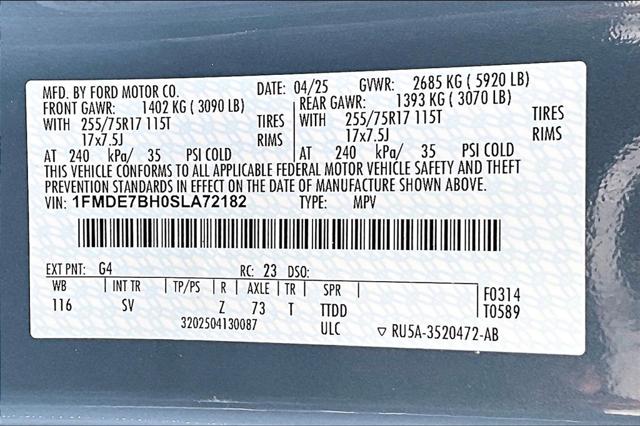 MFD. BY FORD MOTOR CO. DATE: 04/25 GVWR: 2685 KG ( 5920 LB)
FRONT GAWR: 1402 KG ( 3090 LB) REAR GAWR: 1393 KG ( 3070 LB)
WITH 255/75R17 115T TIRES WITH 255/75R17 115T TIRES
17x7.5J RIMS 17x7.5J RIMS
AT 240 kPa/ 35 PSI COLD AT 240 kPa/ 35 PSI COLD
THIS VEHICLE CONFORMS TO ALL APPLICABLE FEDERAL MOTOR VEHICLE SAFETY AND THEFT
PREVENTION STANDARDS IN EFFECT ON THE DATE OF MANUFACTURE SHOWN ABOVE.
VIN: 1FMDE7BH0SLA72182 TYPE: MPV
EXT PNT: G4 RC: 23 DSO:
WB INT TR TP/PS R AXLE TR SPR F0314
116 SV Z 73 T TTDD T0589
3202504130087 ULC ▽ RU5A-3520472-AB